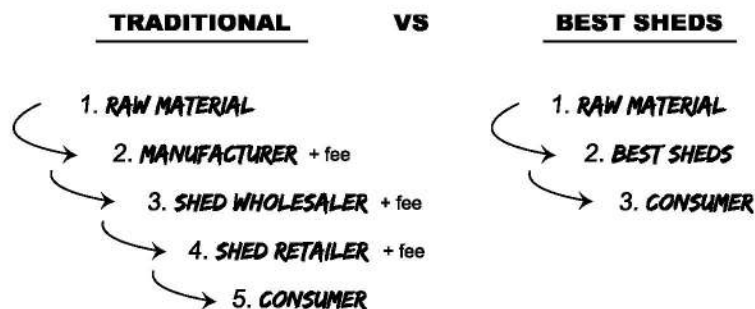 TRADITIONAL VS BEST SHEDS
1. RAW MATERIAL
2. MANUFACTURER + fee
3. SHED WHOLESALER + fee
4. SHED RETAILER + fee
5. CONSUMER
1. RAW MATERIAL
2. BEST SHEDS
3. CONSUMER